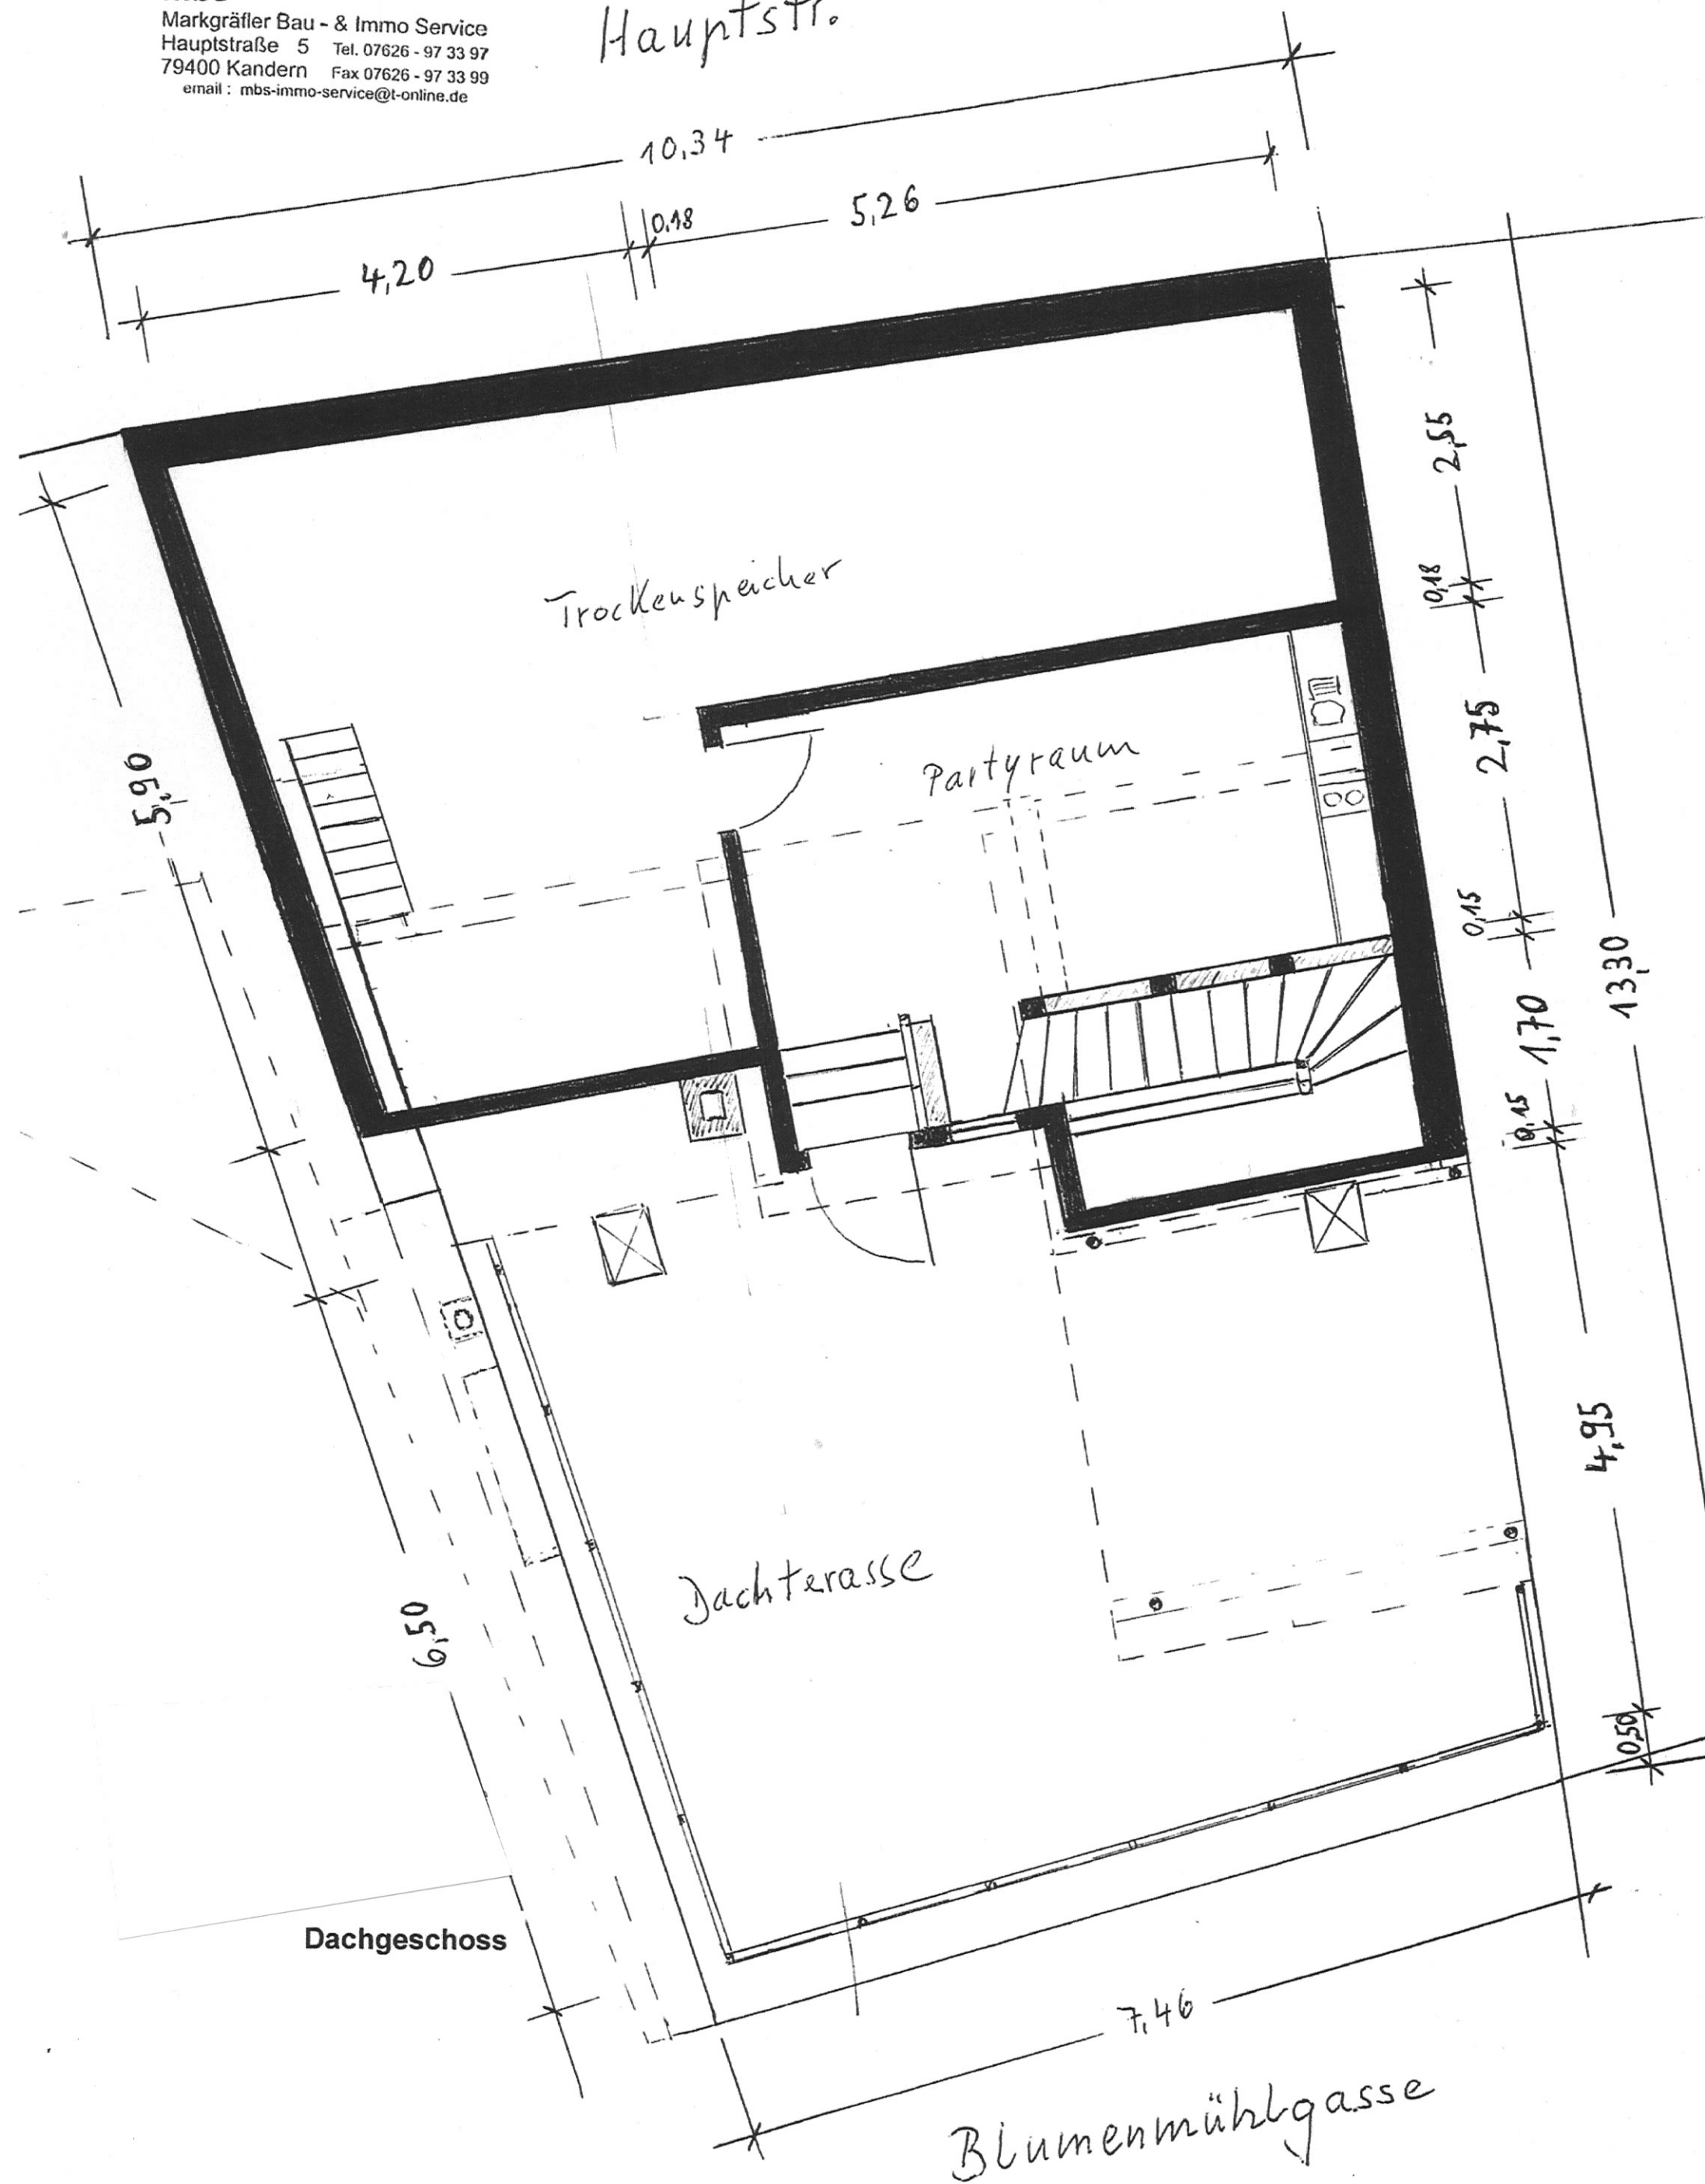 Markgräfler Bau - & Immo Service
Hauptstraße 5 Tel. 07626 - 97 33 97
79400 Kandern Fax 07626 - 97 33 99
email : mbs-immo-service@t-online.de
Hauptstr.
10,34
4,20
0,18
5,26
2,55
0,18
2,75
0,15
1,70
0,15
13,30
4,95
0,50
5,90
6,50
Trockenspeicher
Partyraum
Dachterasse
Dachgeschoss
7,46
Blumenmühlgasse